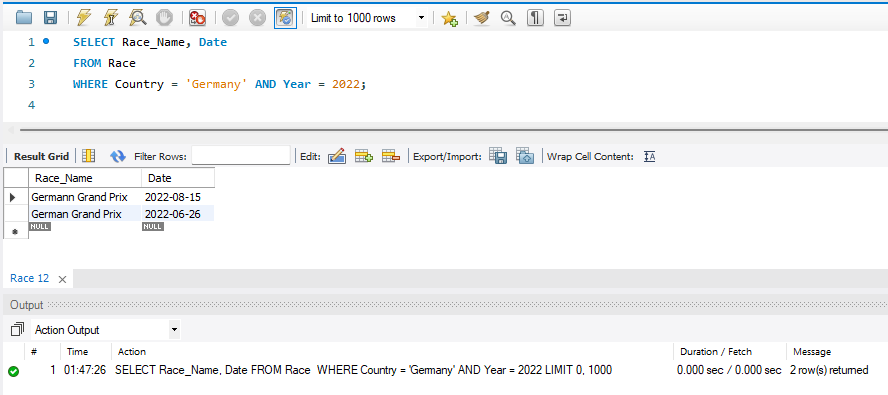 Limit to 1000 rows
1 SELECT Race_Name, Date
2 FROM Race
3 WHERE Country = 'Germany' AND Year = 2022;
4
Result Grid Filter Rows: Edit: Export/Import: Wrap Cell Content:
Race_Name Date
Germann Grand Prix 2022-08-15
German Grand Prix 2022-06-26
NULL NULL
Race 12
Output
Action Output
# Time Action Duration / Fetch Message
1 01:47:26 SELECT Race_Name, Date FROM Race WHERE Country = 'Germany' AND Year = 2022 LIMIT 0, 1000 0.000 sec / 0.000 sec 2 row(s) returned